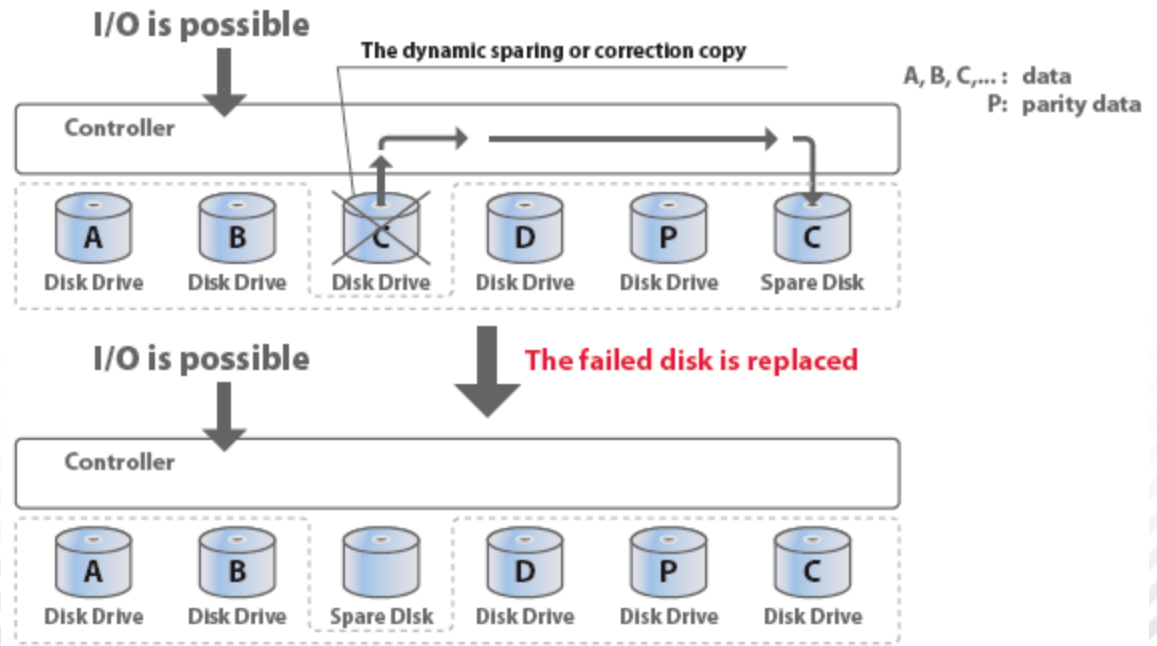 I/O is possible
The dynamic sparing or correction copy
A, B, C,... : data
P: parity data
Controller
A
B
C
D
P
C
Disk Drive
Disk Drive
Disk Drive
Disk Drive
Disk Drive
Spare Disk
I/O is possible
The failed disk is replaced
Controller
A
B
D
P
C
Disk Drive
Disk Drive
Spare DIsk
Disk Drive
Disk Drive
Disk Drive